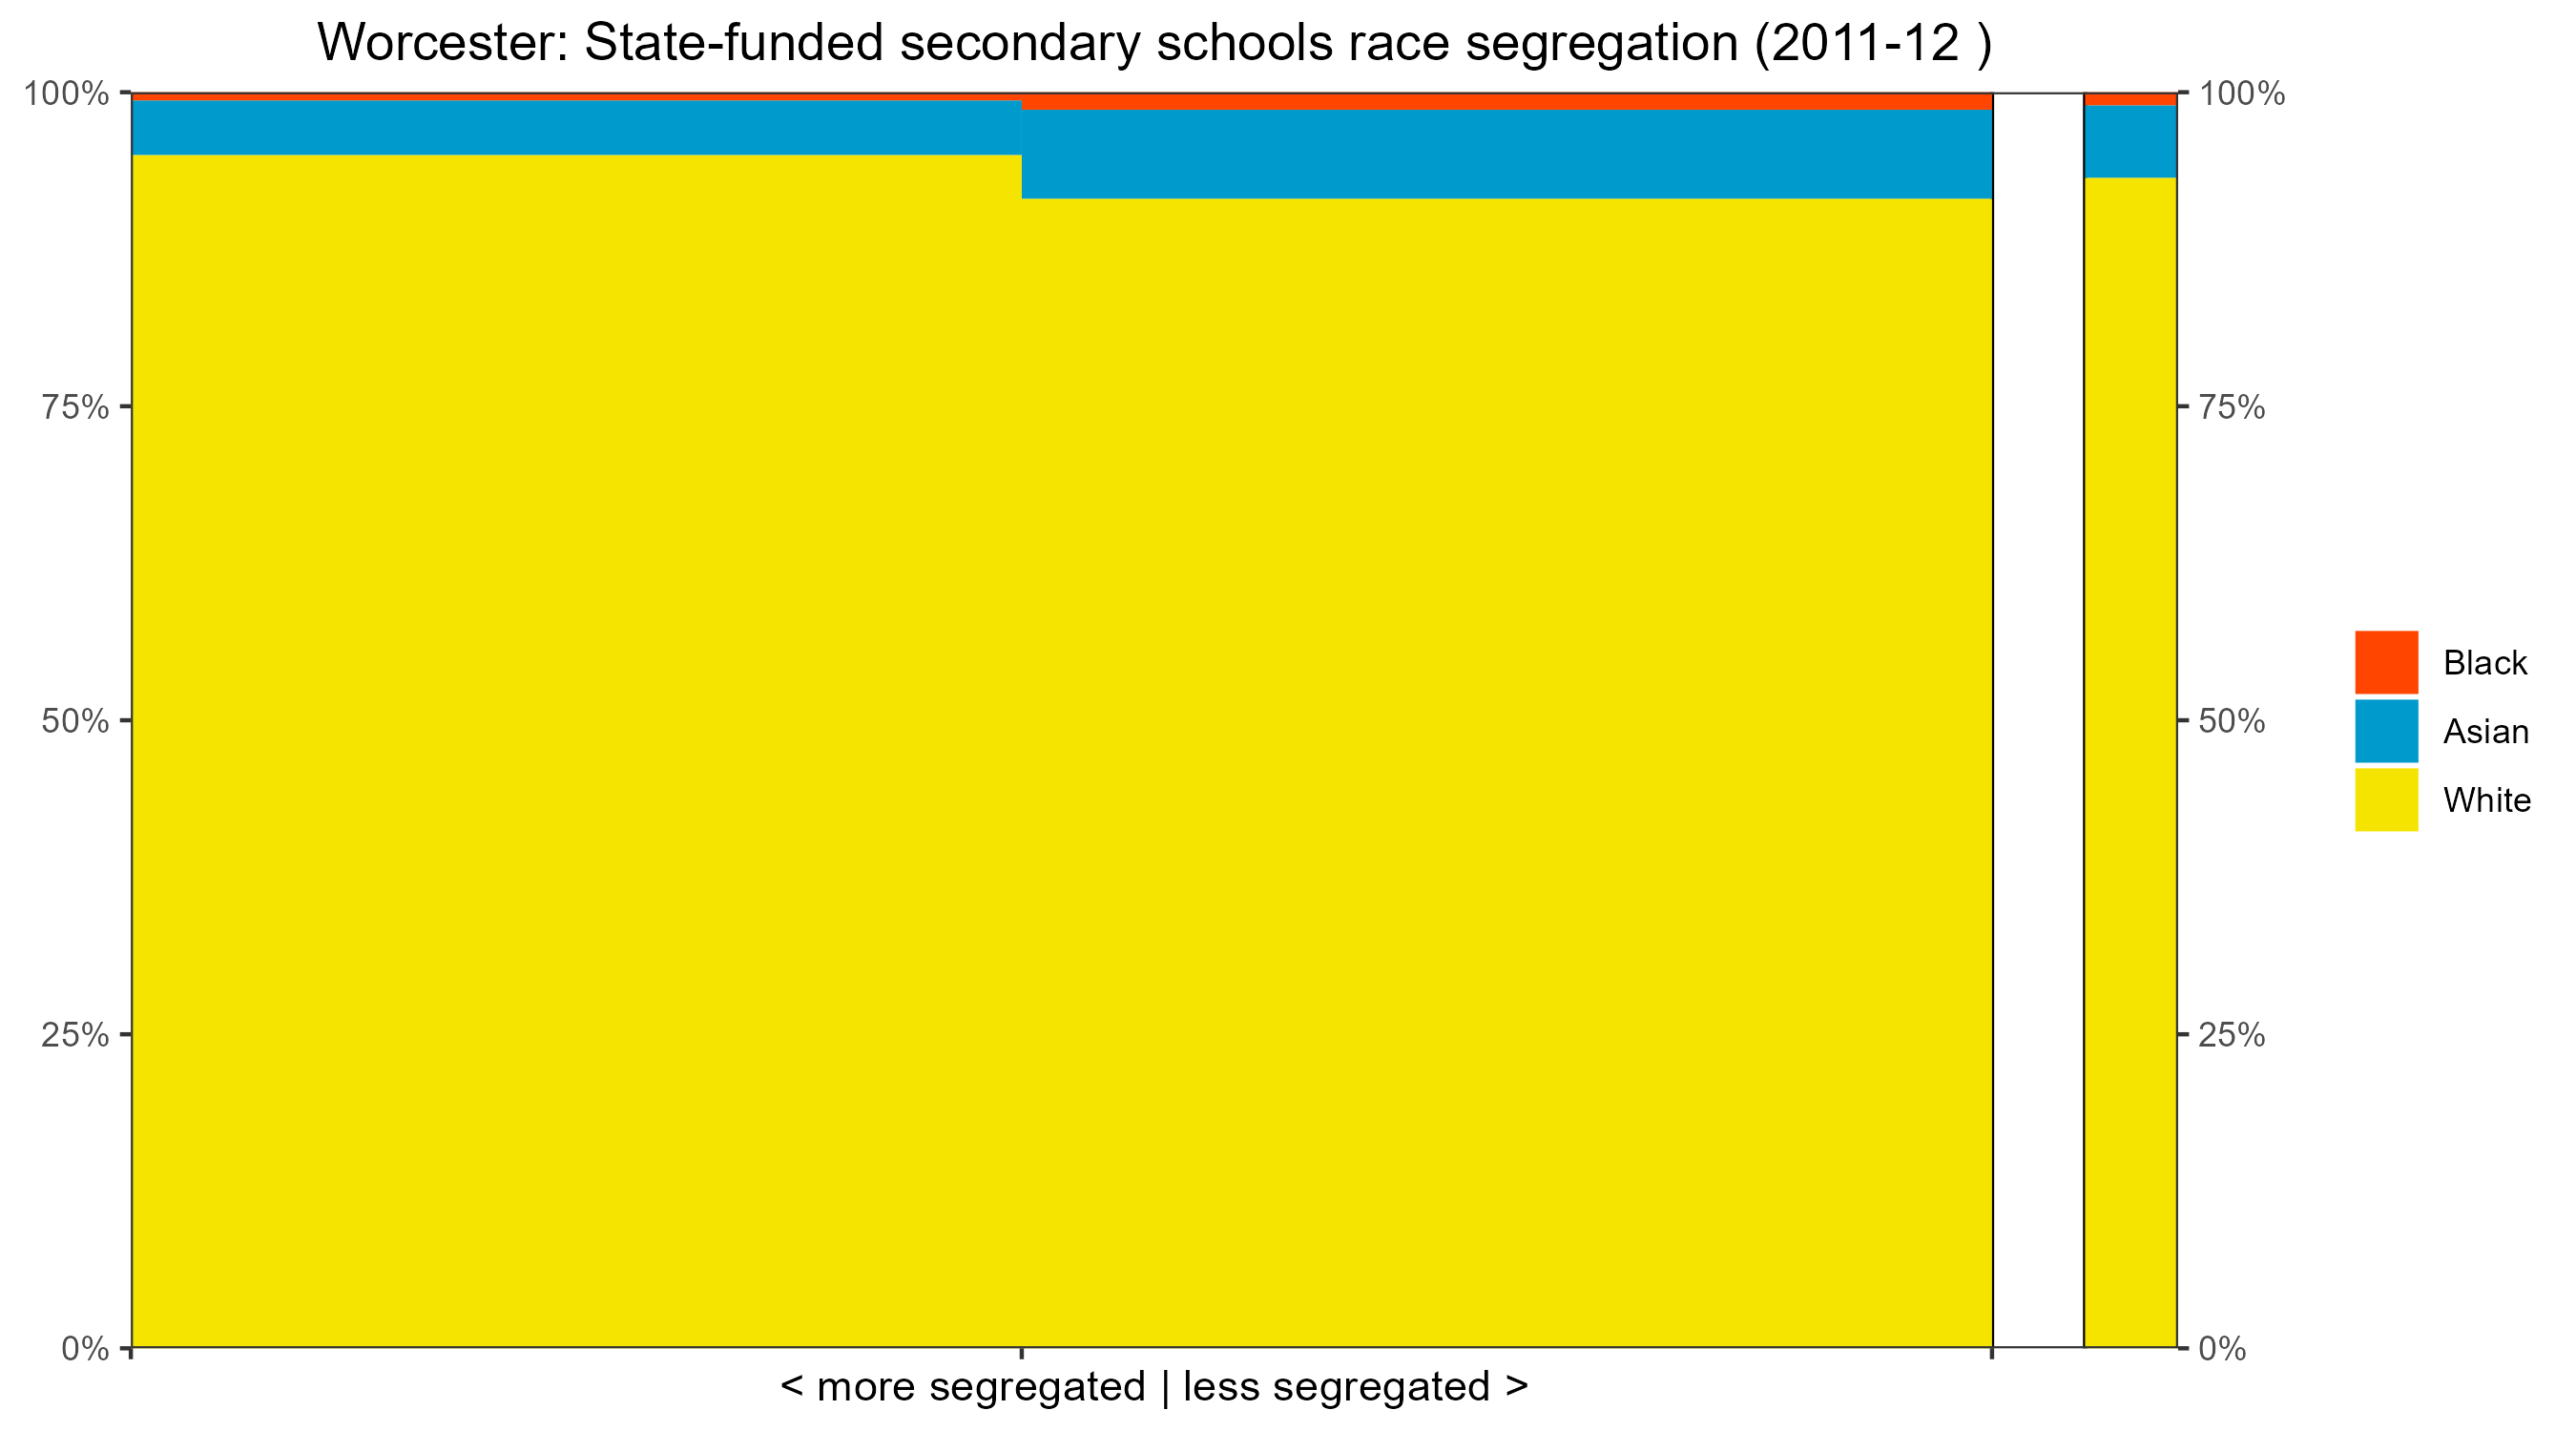 Worcester: State-funded secondary schools race segregation (2011-12 )
100%
75%
50%
25%
0%
100%
75%
50%
25%
0%
Black
Asian
White
< more segregated | less segregated >